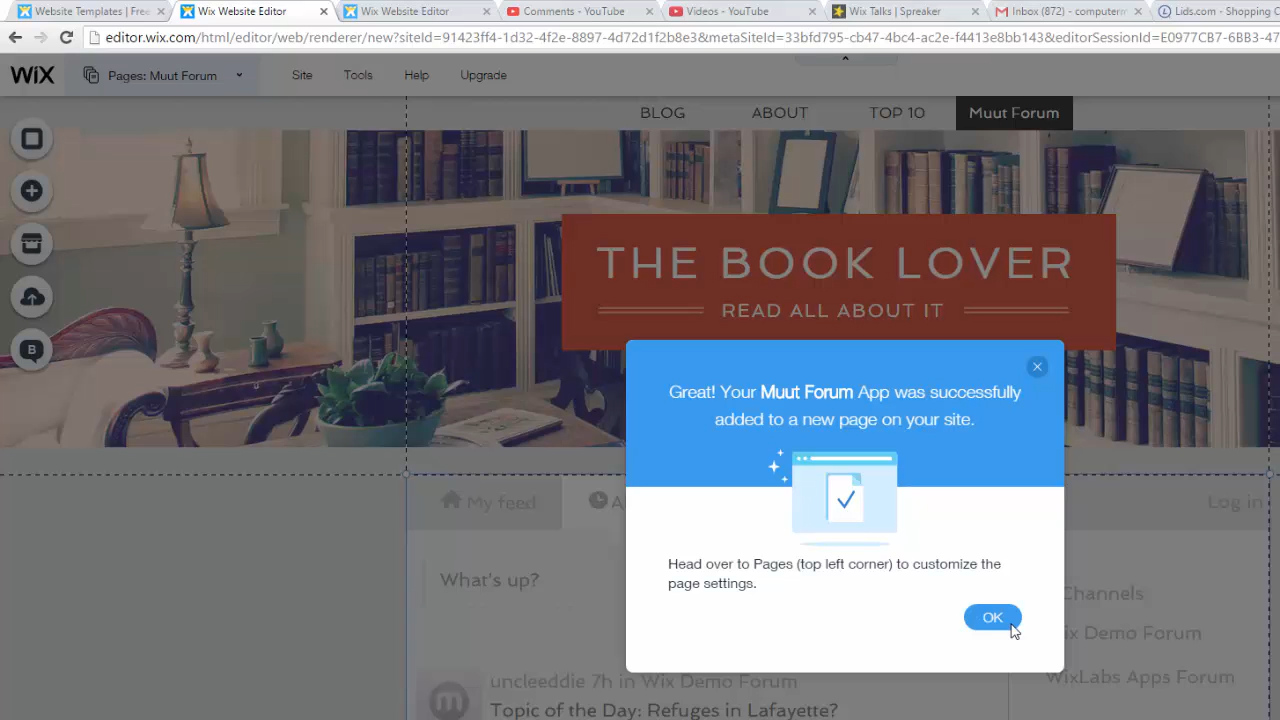 Website Templates | Free
Wix Website Editor
Wix Website Editor
Comments - YouTube
Videos - YouTube
Wix Talks | Spreaker
Inbox (872) - computerm
Lids.com - Shopping C
editor.wix.com/html/editor/web/renderer/new?siteId=91423ff4-1d32-4f2e-8897-4d72d1f2b8e3&metaSiteId=33bfd795-cb47-4bc4-ac2e-f4413e8bb143&editorSessionId=E0977CB7-6BB3-47
WiX Pages: Muut Forum Site Tools Help Upgrade
BLOG ABOUT TOP 10 Muut Forum
THE BOOK LOVER
READ ALL ABOUT IT
Great! Your Muut Forum App was successfully
added to a new page on your site.
My feed A Log in
Head over to Pages (top left corner) to customize the
page settings.
What's up?
Channels
OK
ix Demo Forum
WixLabs Apps Forum
uncleeddie 7h in Wix Demo Forum
Topic of the Day: Refuges in Lafayette?